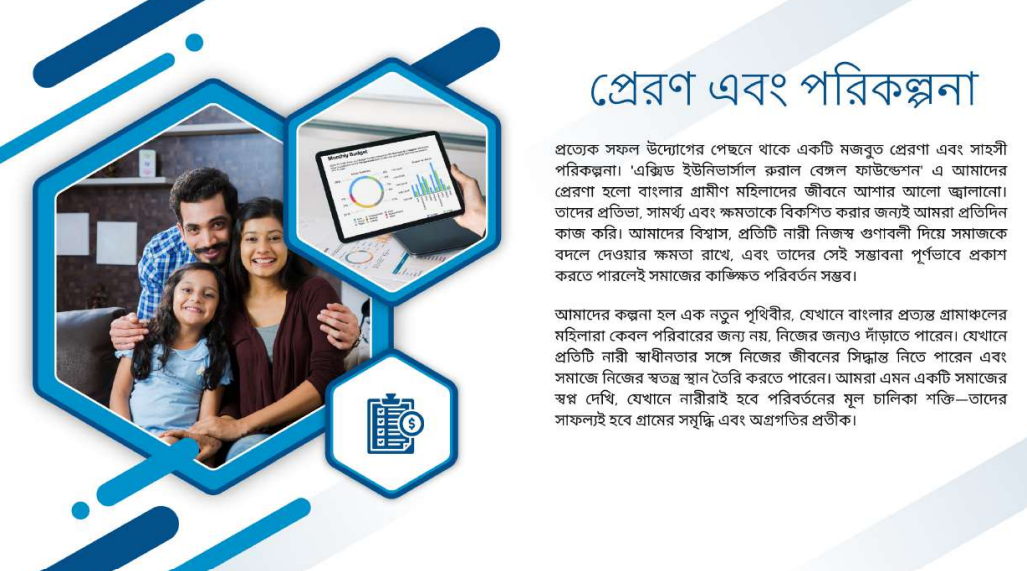 Monthly Budget
প্রেরণ এবং পরিকল্পনা
প্রত্যেক সফল উদ্যোগের পেছনে থাকে একটি মজবুত প্রেরণা এবং সাহসী
পরিকল্পনা। 'এক্সিড ইউনিভার্সাল রুরাল বেঙ্গল ফাউন্ডেশন' এ আমাদের
প্রেরণা হলো বাংলার গ্রামীণ মহিলাদের জীবনে আশার আলো জ্বালানো।
তাদের প্রতিভা, সামর্থ্য এবং ক্ষমতাকে বিকশিত করার জন্যই আমরা প্রতিদিন
কাজ করি। আমাদের বিশ্বাস, প্রতিটি নারী নিজস্ব গুণাবলী দিয়ে সমাজকে
বদলে দেওয়ার ক্ষমতা রাখে, এবং তাদের সেই সম্ভাবনা পূর্ণভাবে প্রকাশ
করতে পারলেই সমাজের কাঙ্ক্ষিত পরিবর্তন সম্ভব।
আমাদের কল্পনা হল এক নতুন পৃথিবীর, যেখানে বাংলার প্রত্যন্ত গ্রামাঞ্চলের
মহিলারা কেবল পরিবারের জন্য নয়, নিজের জন্যও দাঁড়াতে পারেন। যেখানে
প্রতিটি নারী স্বাধীনতার সঙ্গে নিজের জীবনের সিদ্ধান্ত নিতে পারেন এবং
সমাজে নিজের স্বতন্ত্র স্থান তৈরি করতে পারেন। আমরা এমন একটি সমাজের
স্বপ্ন দেখি, যেখানে নারীরাই হবে পরিবর্তনের মূল চালিকা শক্তি—তাদের
সাফল্যই হবে গ্রামের সমৃদ্ধি এবং অগ্রগতির প্রতীক।